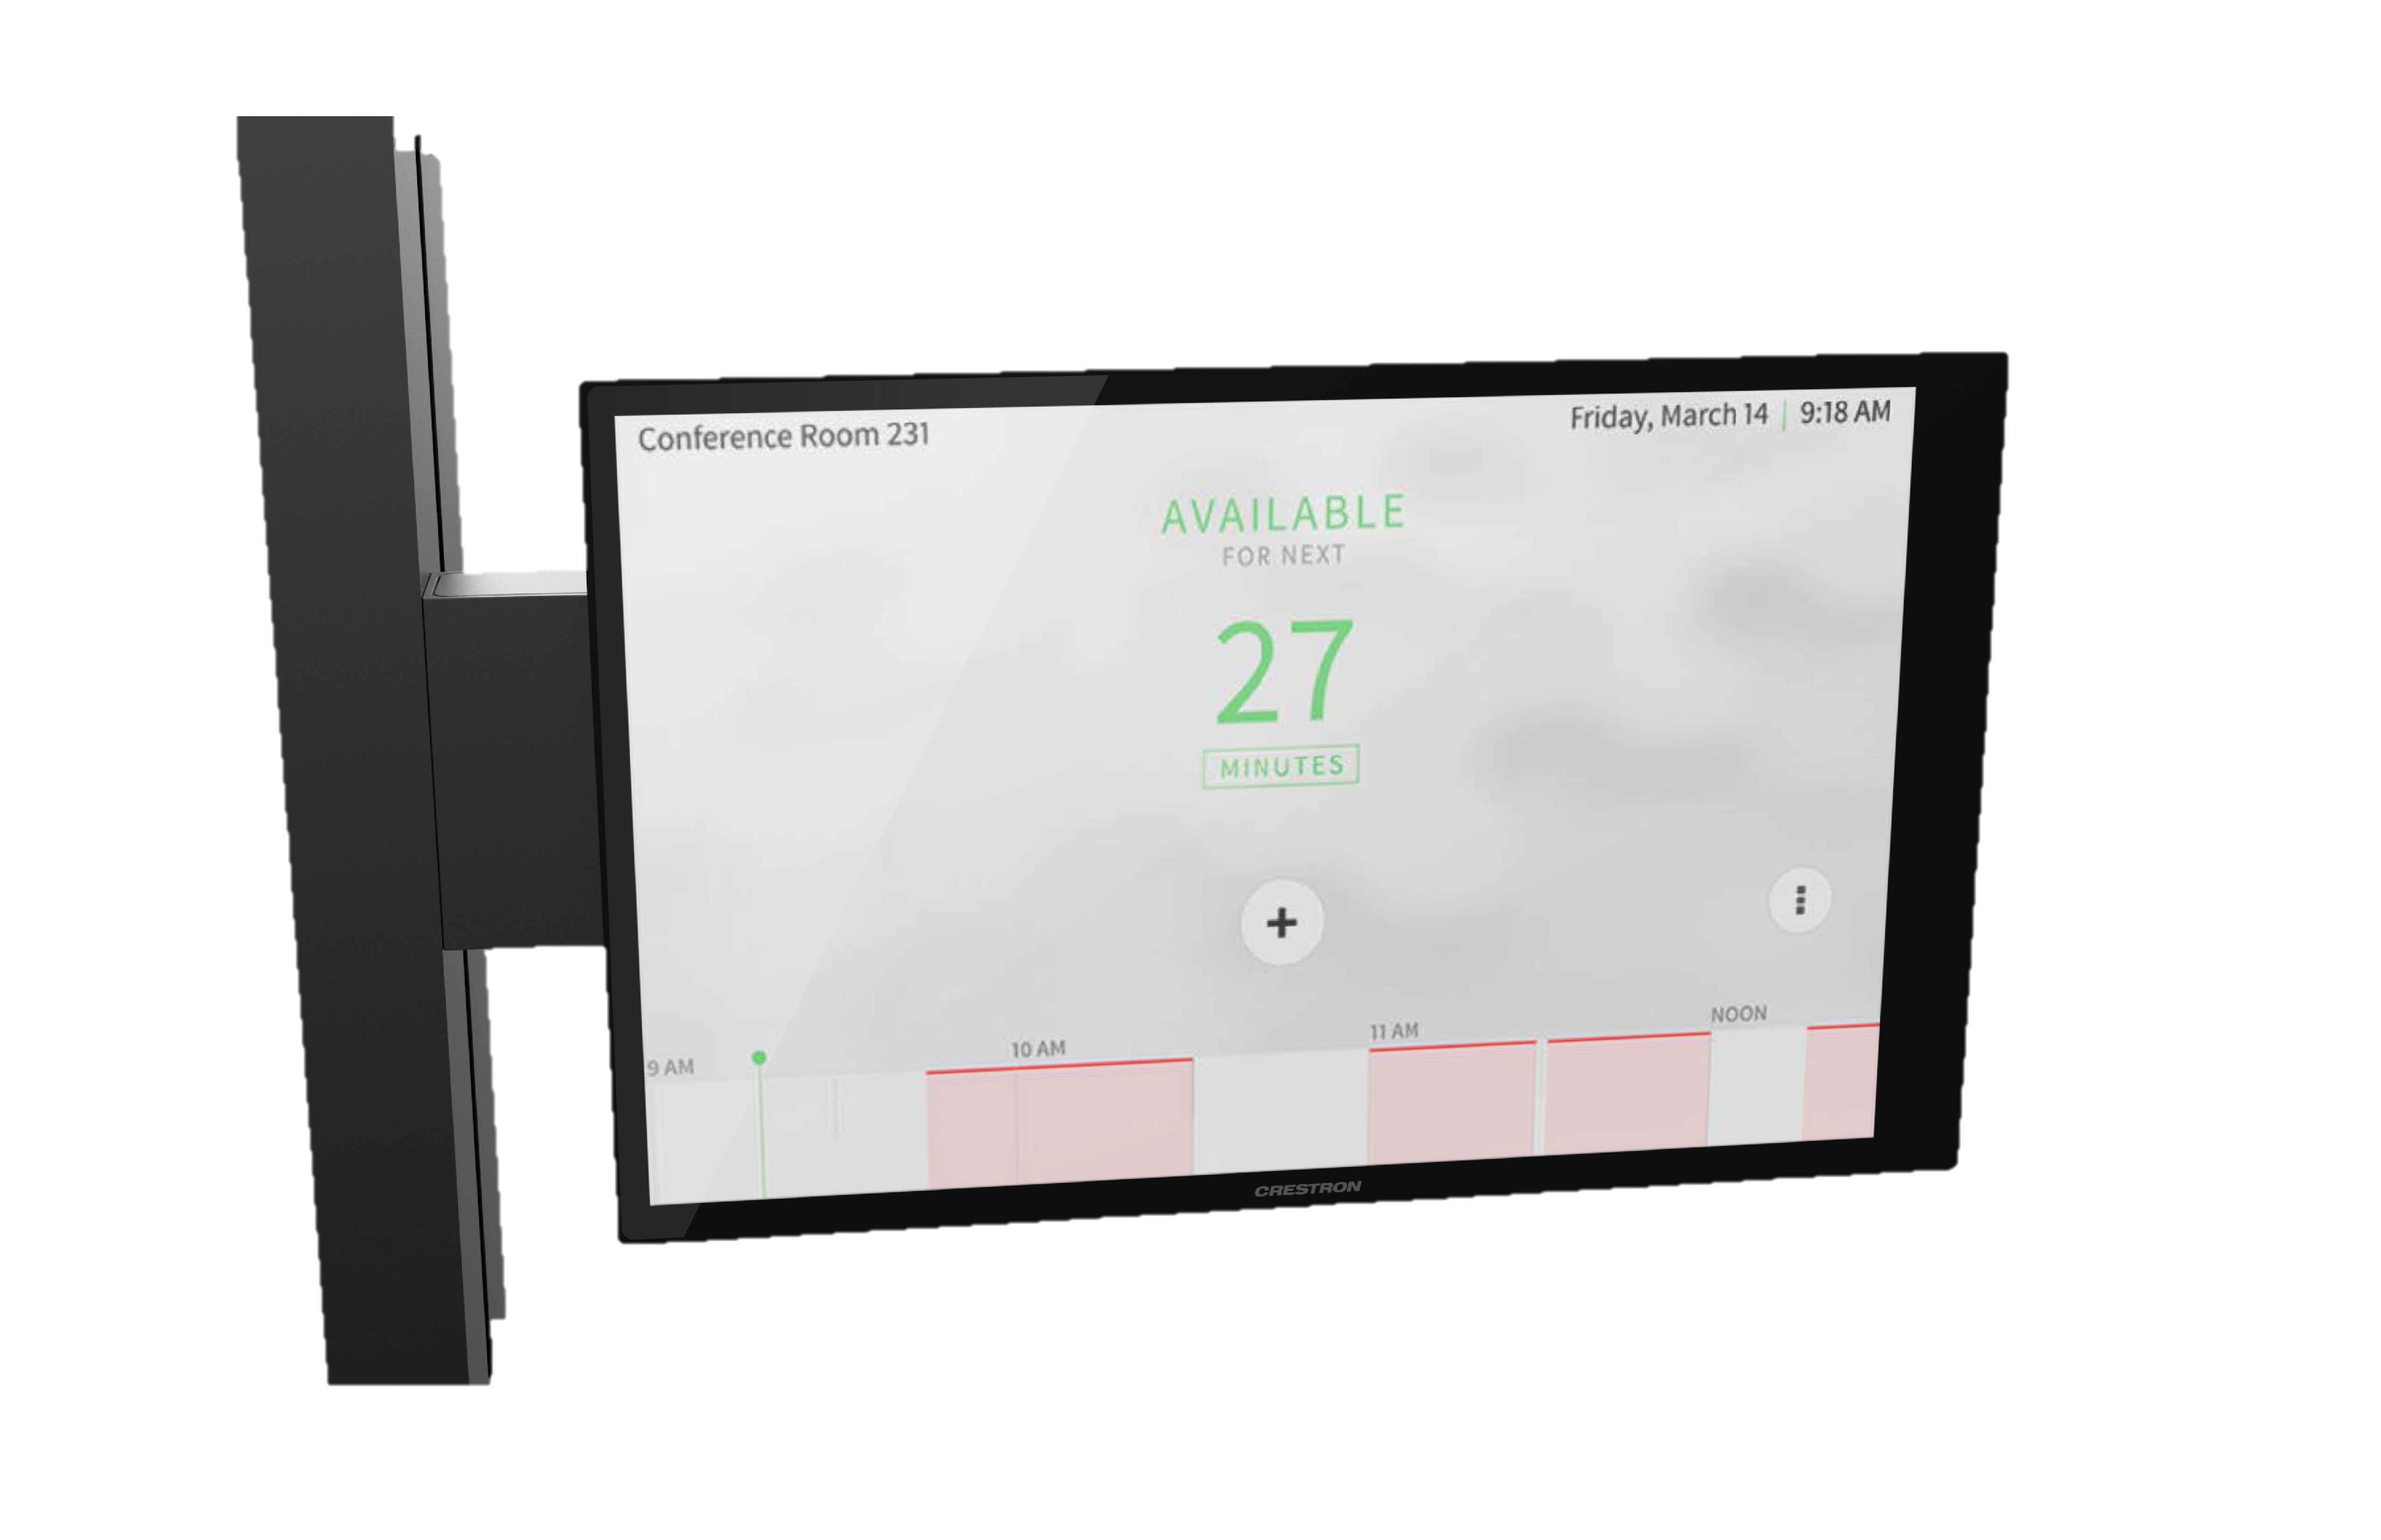 Conference Room 231
Friday, March 14 | 9:18 AM
AVAILABLE
FOR NEXT
27
MINUTES
9 AM
10 AM
11 AM
NOON
CRESTRON